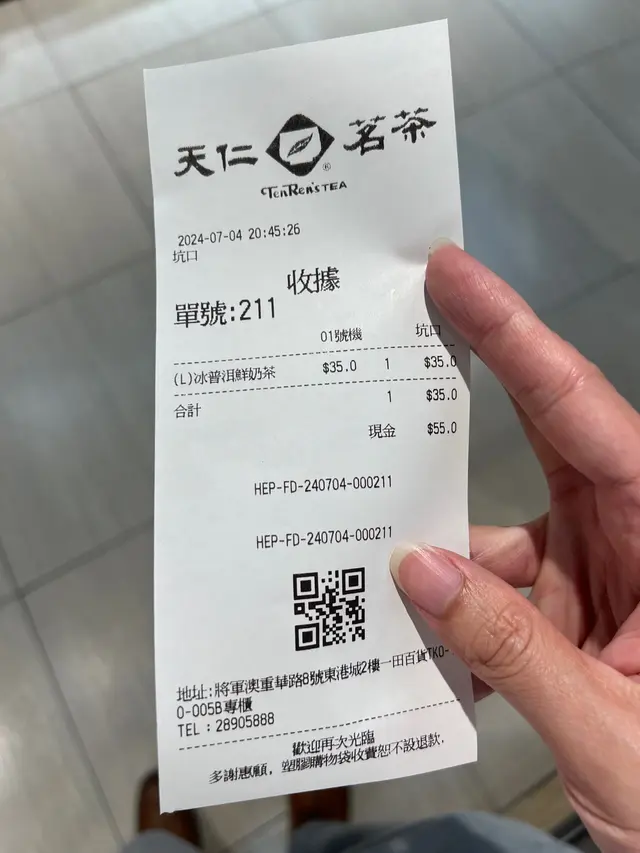 天仁 茗茶
®
TenRen's TEA
2024-07-04 20:45:26
坑口
收據
單號:211
01號機 坑口
(L)冰普洱鮮奶茶 $35.0 1 $35.0
合計 1 $35.0
現金 $55.0
HEP-FD-240704-000211
HEP-FD-240704-000211
地址:將軍澳重華路8號東港城2樓一田百貨TKO-
0-005B專櫃
TEL:28905888
歡迎再次光臨
多謝惠顧, 塑膠購物袋收費恕不設退款.